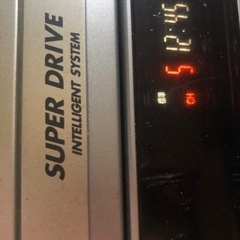 SUPER DRIVE
INTELLIGENT SYSTEM
12:45
5 CH